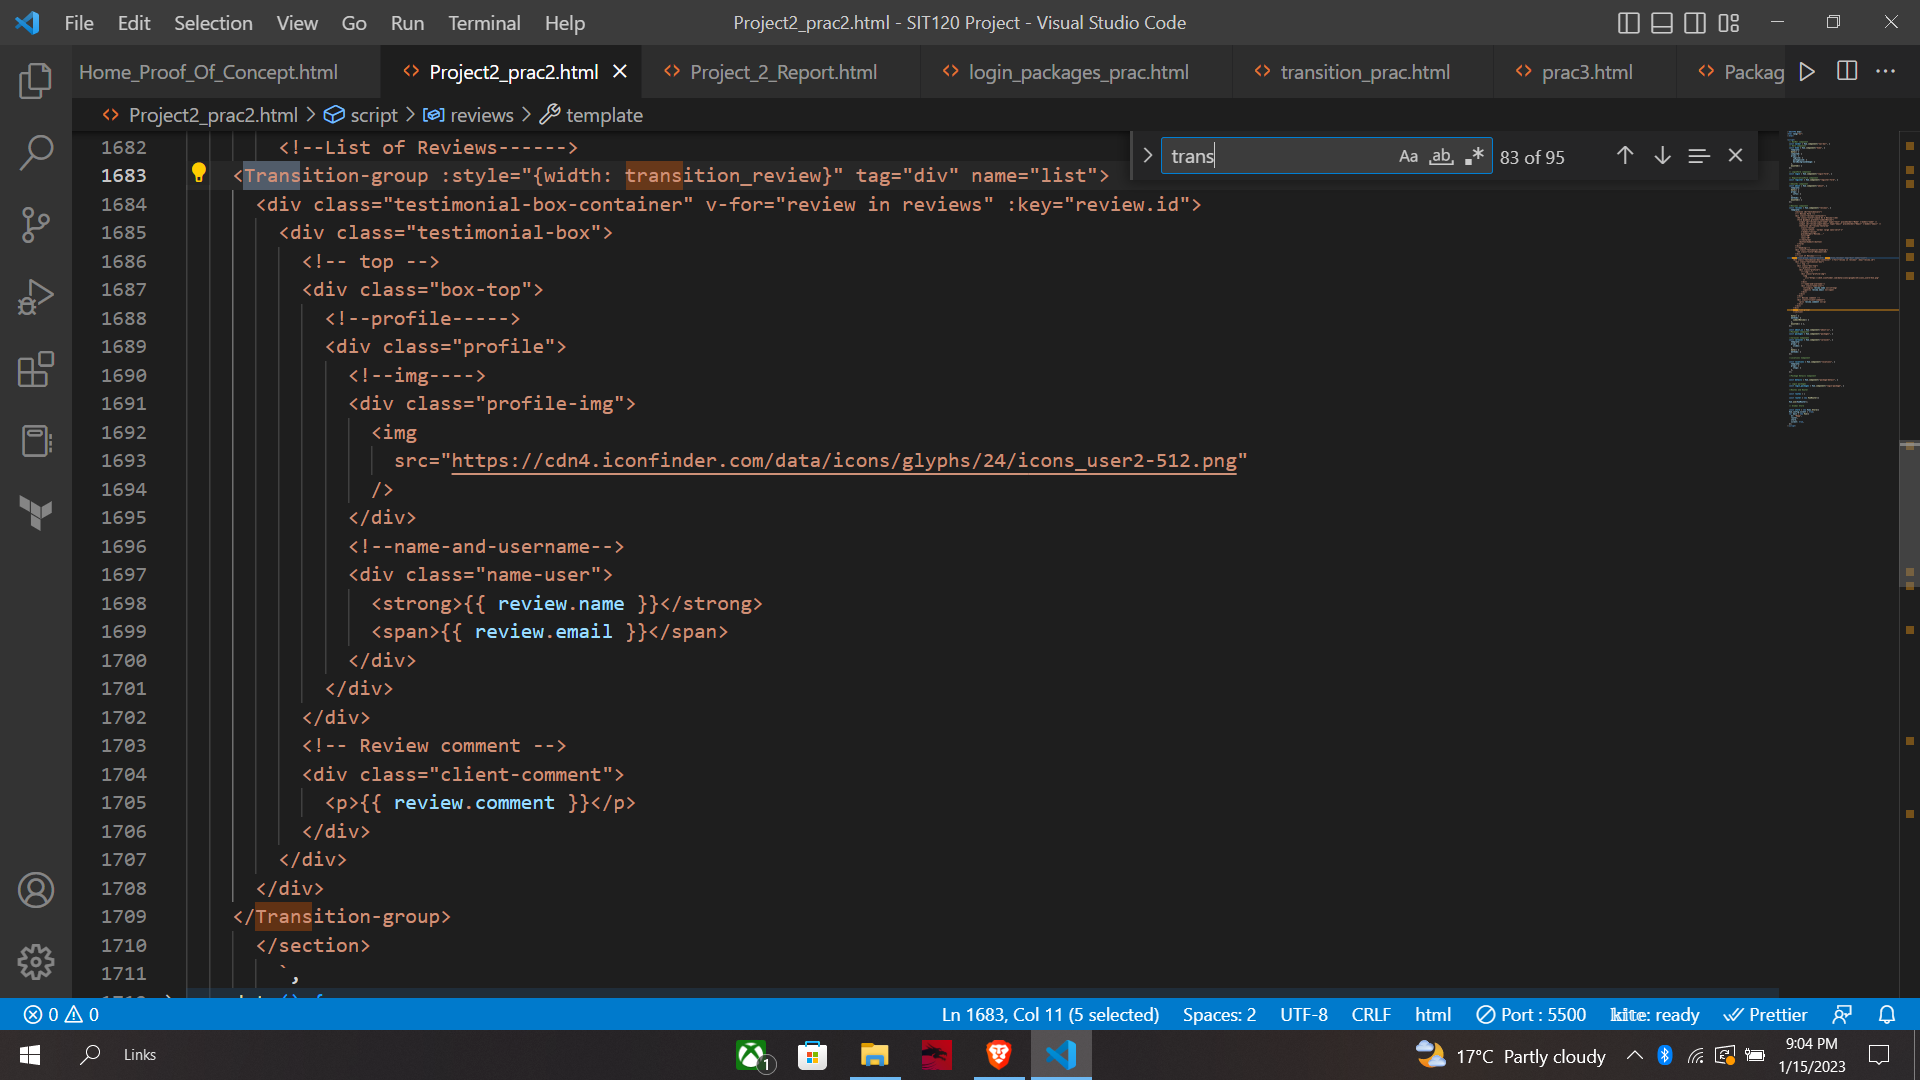 File Edit Selection View Go Run Terminal Help Project2_prac2.html - SIT120 Project - Visual Studio Code
Home_Proof_Of_Concept.html Project2_prac2.html Project_2_Report.html login_packages_prac.html transition_prac.html prac3.html Packag
Project2_prac2.html > script > reviews > template
trans Aa ab 83 of 95
1682 <!--List of Reviews------>
1683 <Transition-group :style="{width: transition_review}" tag="div" name="list">
1684 <div class="testimonial-box-container" v-for="review in reviews" :key="review.id">
1685 <div class="testimonial-box">
1686 <!-- top -->
1687 <div class="box-top">
1688 <!--profile----->
1689 <div class="profile">
1690 <!--img---->
1691 <div class="profile-img">
1692 <img
1693 src="https://cdn4.iconfinder.com/data/icons/glyphs/24/icons_user2-512.png"
1694 />
1695 </div>
1696 <!--name-and-username-->
1697 <div class="name-user">
1698 <strong>{{ review.name }}</strong>
1699 <span>{{ review.email }}</span>
1700 </div>
1701 </div>
1702 </div>
1703 <!-- Review comment -->
1704 <div class="client-comment">
1705 <p>{{ review.comment }}</p>
1706 </div>
1707 </div>
1708 </div>
1709 </Transition-group>
1710 </section>
1711 `,
0 0 Ln 1683, Col 11 (5 selected) Spaces: 2 UTF-8 CRLF html Port : 5500 kite: ready Prettier
Links 1 17°C Partly cloudy 9:04 PM
1/15/2023